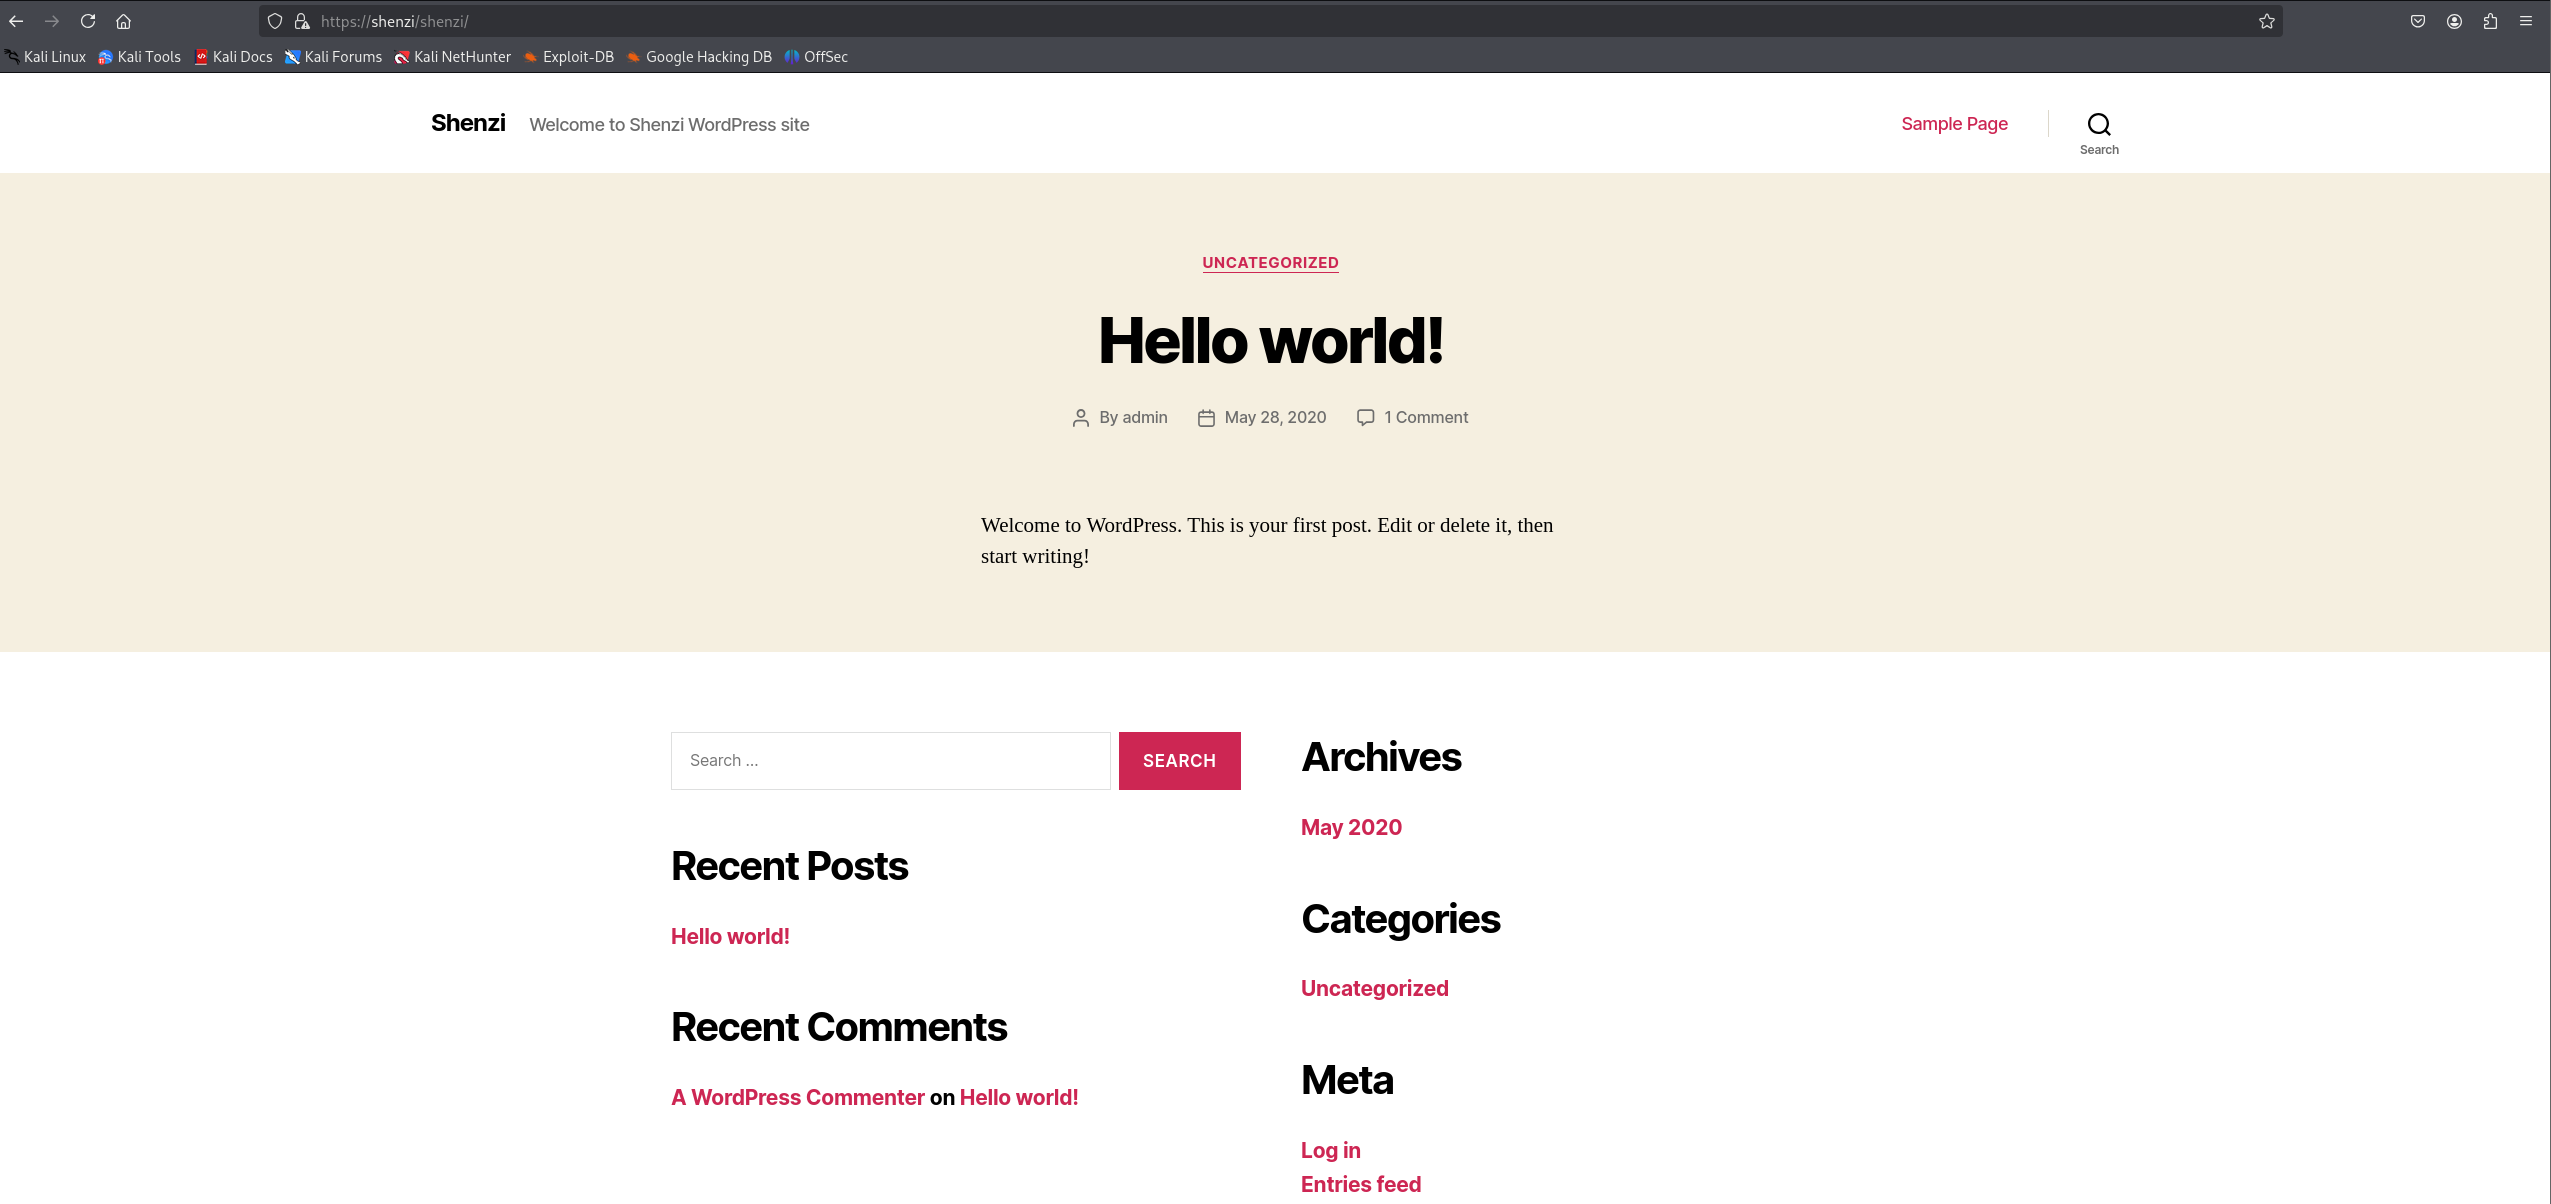 https://shenzi/shenzi/
Kali Linux Kali Tools Kali Docs Kali Forums Kali NetHunter Exploit-DB Google Hacking DB OffSec
Shenzi Welcome to Shenzi WordPress site Sample Page
Search
UNCATEGORIZED
Hello world!
By admin May 28, 2020 1 Comment
Welcome to WordPress. This is your first post. Edit or delete it, then
start writing!
Search …
SEARCH
Recent Posts
Hello world!
Recent Comments
A WordPress Commenter on Hello world!
Archives
May 2020
Categories
Uncategorized
Meta
Log in
Entries feed